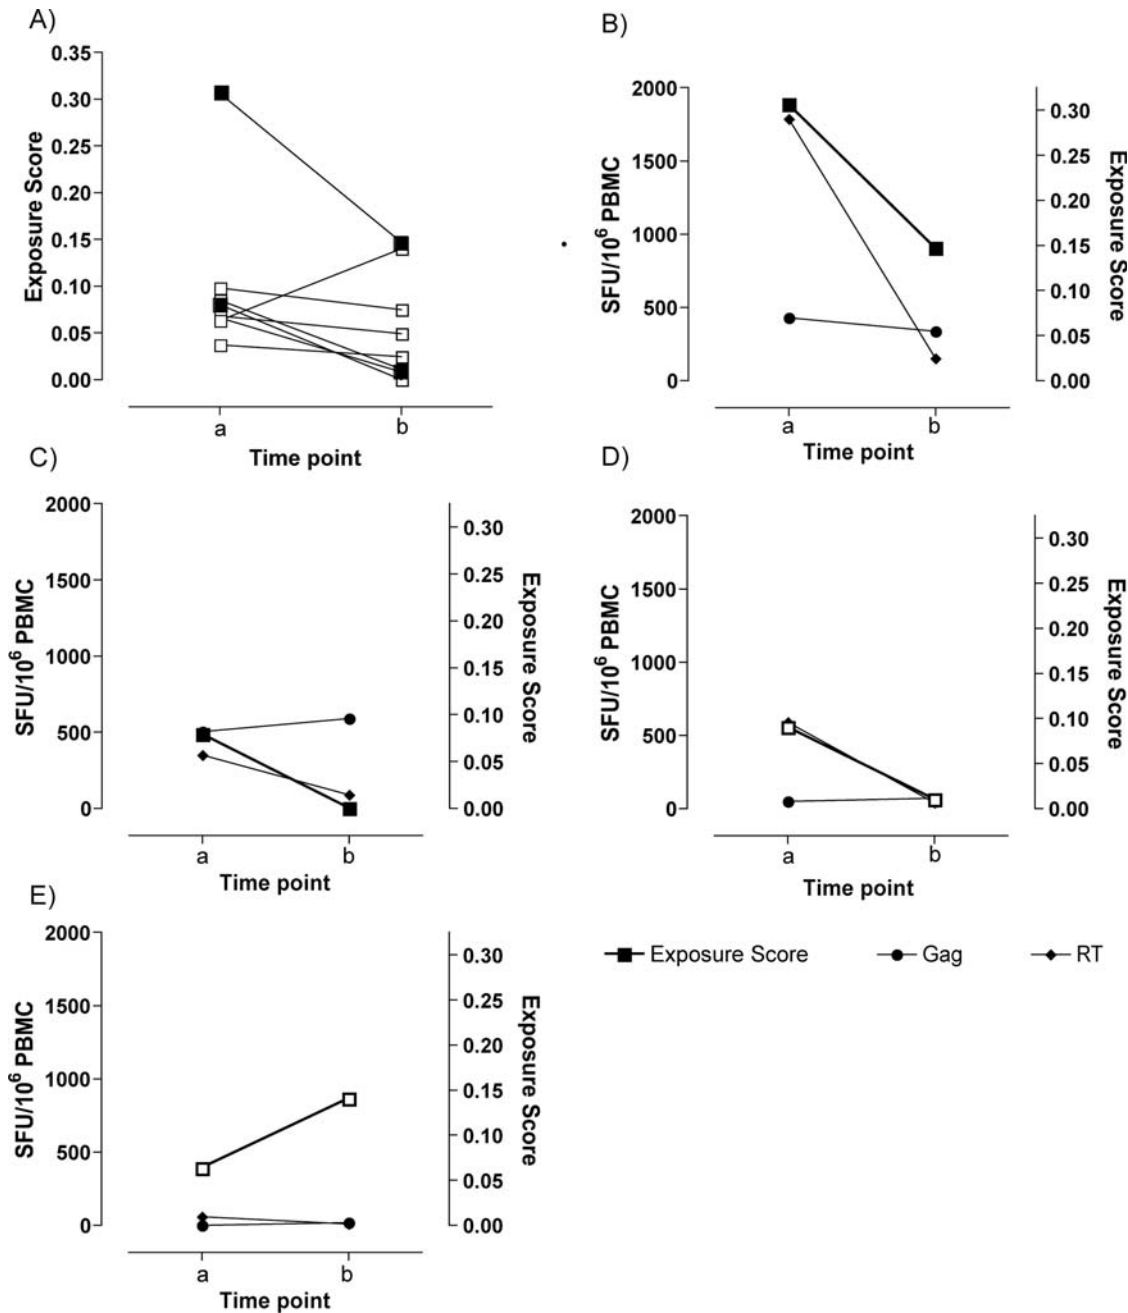 A)
0.35
0.30
0.25
0.20
0.15
0.10
0.05
0.00
Exposure Score
a b
Time point
B)
2000
1500
1000
500
0
SFU/10⁶ PBMC
0.30
0.25
0.20
0.15
0.10
0.05
0.00
Exposure Score
a b
Time point
C)
2000
1500
1000
500
0
SFU/10⁶ PBMC
0.30
0.25
0.20
0.15
0.10
0.05
0.00
Exposure Score
a b
Time point
D)
2000
1500
1000
500
0
SFU/10⁶ PBMC
0.30
0.25
0.20
0.15
0.10
0.05
0.00
Exposure Score
a b
Time point
E)
2000
1500
1000
500
0
SFU/10⁶ PBMC
0.30
0.25
0.20
0.15
0.10
0.05
0.00
Exposure Score
a b
Time point
Exposure Score Gag RT